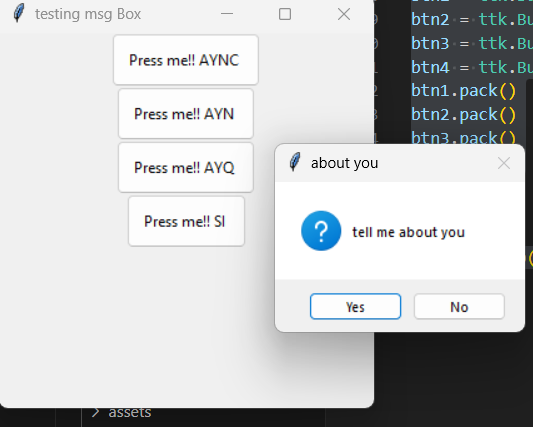 testing msg Box
Press me!! AYNC
Press me!! AYN
Press me!! AYQ
Press me!! SI
btn2 = ttk.Bu
btn3 = ttk.Bu
btn4 = ttk.Bu
btn1.pack()
btn2.pack()
btn3.pack()
about you
tell me about you
Yes
No
> assets